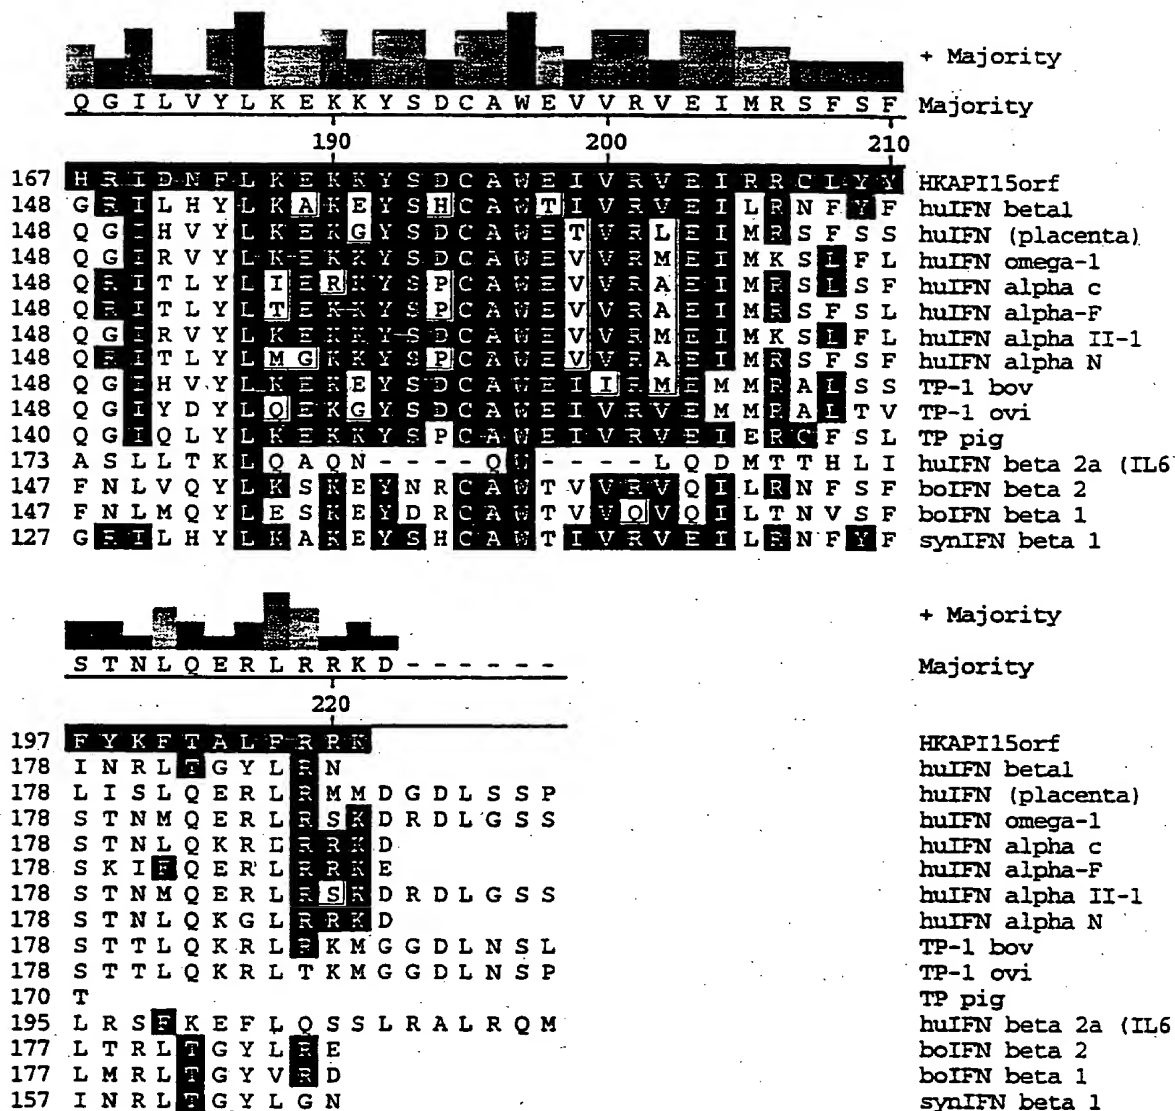 + Majority
Q G I L V Y L K E K K Y S D C A W E V V R V E I M R S F S F Majority
190 200 210
167 H R I D N F L K E K K Y S D C A W E I V R V E I R R C L Y Y HKAPI15orf
148 G R I L H Y L K A K E Y S H C A W T I V R V E I L R N F Y F huIFN beta1
148 Q G I H V Y L K E K G Y S D C A W E T V R L E I M R S F S S huIFN (placenta)
148 Q G I R V Y L K E K K Y S D C A W E V V R M E I M K S L F L huIFN omega-1
148 Q R I T L Y L I E R K Y S P C A W E V V R A E I M R S L S F huIFN alpha c
148 Q R I T L Y L T E K K Y S P C A W E V V R A E I M R S F S L huIFN alpha-F
148 Q G I R V Y L K E K K Y S D C A W E V V R M E I M K S L F L huIFN alpha II-1
148 Q R I T L Y L M G K K Y S P C A W E V V R A E I M R S F S F huIFN alpha N
148 Q G I H V Y L K E K E Y S D C A W E I I R M E M M R A L S S TP-1 bov
148 Q G I Y D Y L Q E K G Y S D C A W E I V R V E M M R A L T V TP-1 ovi
140 Q G I Q L Y L K E K K Y S P C A W E I V R V E I E R C F S L TP pig
173 A S L L T K L Q A Q N - - - - Q W - - - - L Q D M T T H L I huIFN beta 2a (IL6
147 F N L V Q Y L K S K E Y N R C A W T V V R V Q I L R N F S F boIFN beta 2
147 F N L M Q Y L E S K E Y D R C A W T V V Q V Q I L T N V S F boIFN beta 1
127 G R I L H Y L K A K E Y S H C A W T I V R V E I L R N F Y F synIFN beta 1
+ Majority
S T N L Q E R L R R K D - - - - - - Majority
220
197 F Y K F T A L F R R K HKAPI15orf
178 I N R L T G Y L R N huIFN beta1
178 L I S L Q E R L R M M D G D L S S P huIFN (placenta)
178 S T N M Q E R L R S K D R D L G S S huIFN omega-1
178 S T N L Q K R L R R K D huIFN alpha c
178 S K I F Q E R L R R K E huIFN alpha-F
178 S T N M Q E R L R S K D R D L G S S huIFN alpha II-1
178 S T N L Q K G L R R K D huIFN alpha N
178 S T T L Q K R L R K M G G D L N S L TP-1 bov
178 S T T L Q K R L T K M G G D L N S P TP-1 ovi
170 T TP pig
195 L R S F K E F L Q S S L R A L R Q M huIFN beta 2a (IL6
177 L T R L T G Y L R E boIFN beta 2
177 L M R L T G Y V R D boIFN beta 1
157 I N R L T G Y L G N synIFN beta 1